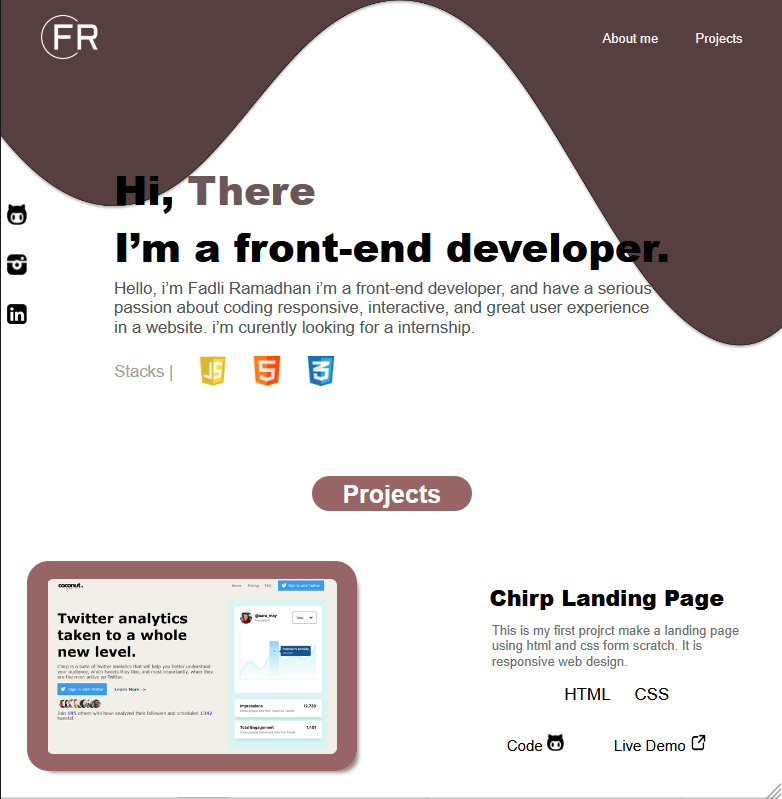 FR
About me Projects
Hi, There
I'm a front-end developer.
Hello, i'm Fadli Ramadhan i'm a front-end developer, and have a serious
passion about coding responsive, interactive, and great user experience
in a website. i'm curently looking for a internship.
Stacks | JS 5 3
Projects
coconut.
Home Pricing FAQ Sign in with Twitter
Twitter analytics
taken to a whole
new level.
Chirp is a suite of Twitter analytics that will help you better understand
your audience, which tweets they like, and most importantly, when they
are the most active on Twitter.
Sign in with Twitter Learn More ->
Join 195 others who have analyzed their followers and scheduled 1342
tweets!
@sara_may
Year
Impressions 12,720
Total Engagement
Chirp Landing Page
This is my first projrct make a landing page
using html and css form scratch. It is
responsive web design.
HTML CSS
Code Live Demo